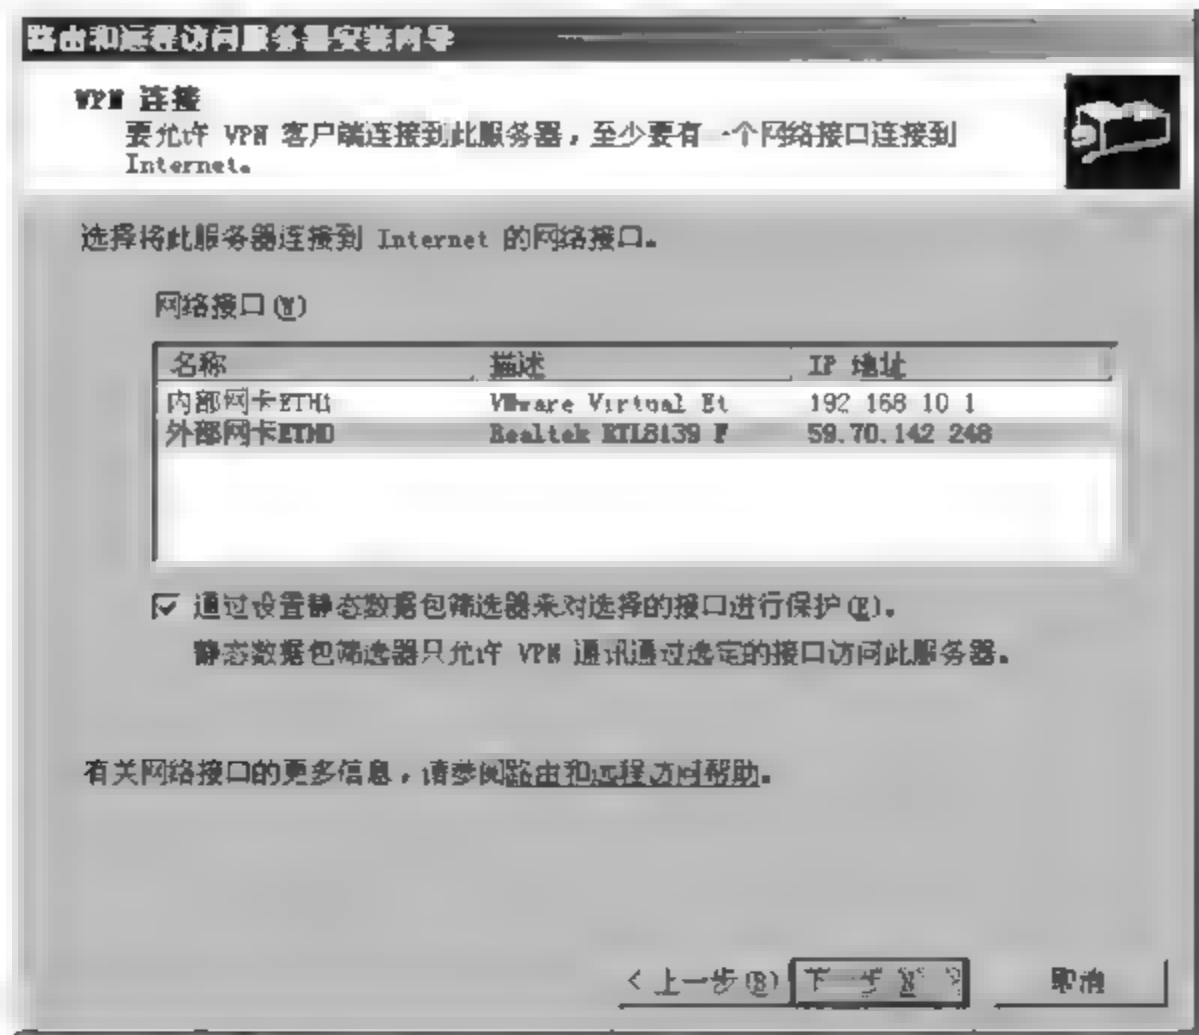 路由和远程访问服务器安装向导
VPN 连接
要允许 VPN 客户端连接到此服务器，至少要有一个网络接口连接到
Internet。
选择将此服务器连接到 Internet 的网络接口。
网络接口(W)
名称 描述 IP 地址
内部网卡ETH1 VMware Virtual Et 192 168 10 1
外部网卡ETH0 Realtek RTL8139 F 59.70.142 248
通过设置静态数据包筛选器来对选择的接口进行保护(E)。
静态数据包筛选器只允许 VPN 通讯通过选定的接口访问此服务器。
有关网络接口的更多信息，请参阅路由和远程访问帮助。
< 上一步(B) 下一步(N) > 取消